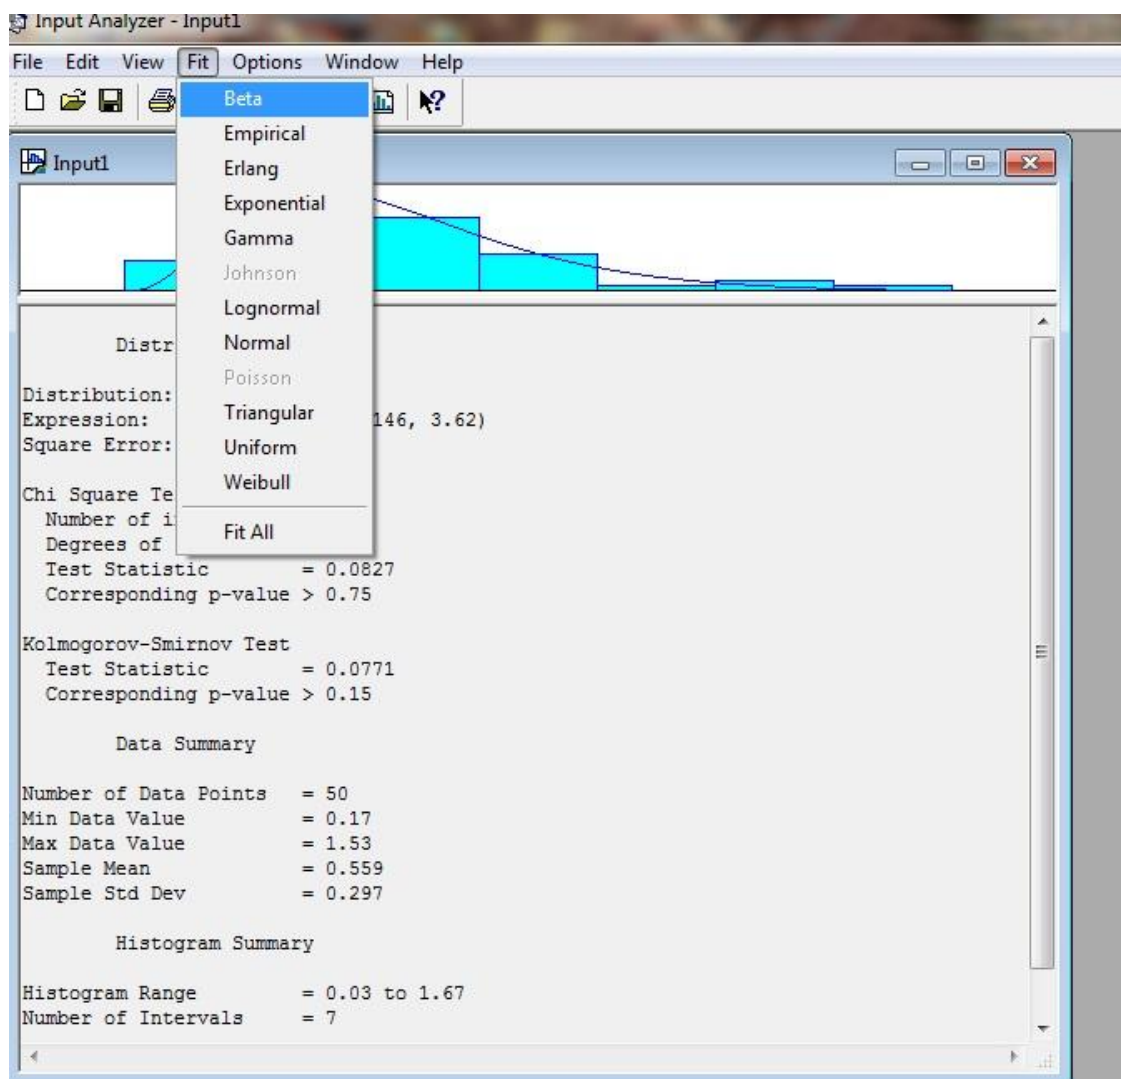 Input Analyzer - Input1
File Edit View Fit Options Window Help
Beta
Empirical
Input1
Erlang
Exponential
Gamma
Johnson
Lognormal
Normal
Poisson
Triangular
Uniform
Weibull
Fit All
Distr
Distribution:
Expression: 146, 3.62)
Square Error:
Chi Square Te
Number of i
Degrees of
Test Statistic = 0.0827
Corresponding p-value > 0.75
Kolmogorov-Smirnov Test
Test Statistic = 0.0771
Corresponding p-value > 0.15
Data Summary
Number of Data Points = 50
Min Data Value = 0.17
Max Data Value = 1.53
Sample Mean = 0.559
Sample Std Dev = 0.297
Histogram Summary
Histogram Range = 0.03 to 1.67
Number of Intervals = 7